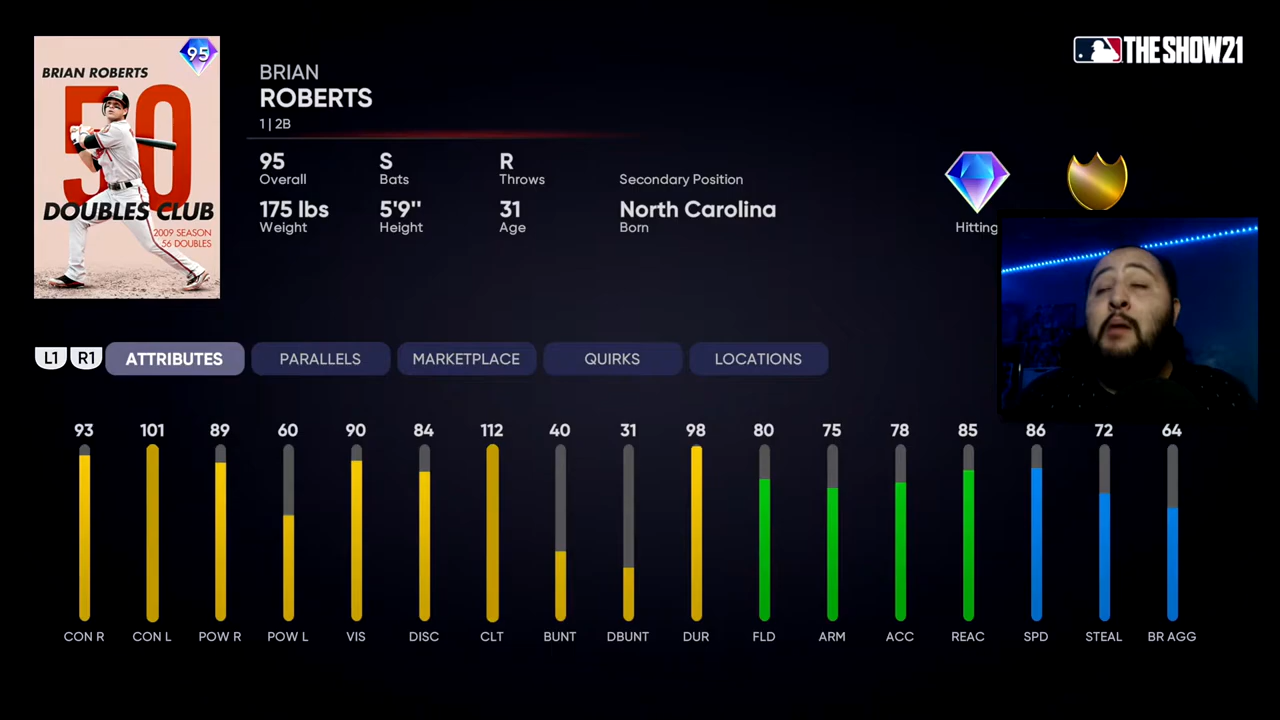 95
BRIAN ROBERTS
50
DOUBLES CLUB
2009 SEASON
56 DOUBLES
BRIAN
ROBERTS
1 | 2B
MLB THE SHOW 21
95 S R
Overall Bats Throws Secondary Position
175 lbs 5'9" 31 North Carolina
Weight Height Age Born
Hitting
L1 R1 ATTRIBUTES PARALLELS MARKETPLACE QUIRKS LOCATIONS
93 101 89 60 90 84 112 40 31 98 80 75 78 85 86 72 64
CON R CON L POW R POW L VIS DISC CLT BUNT DBUNT DUR FLD ARM ACC REAC SPD STEAL BR AGG